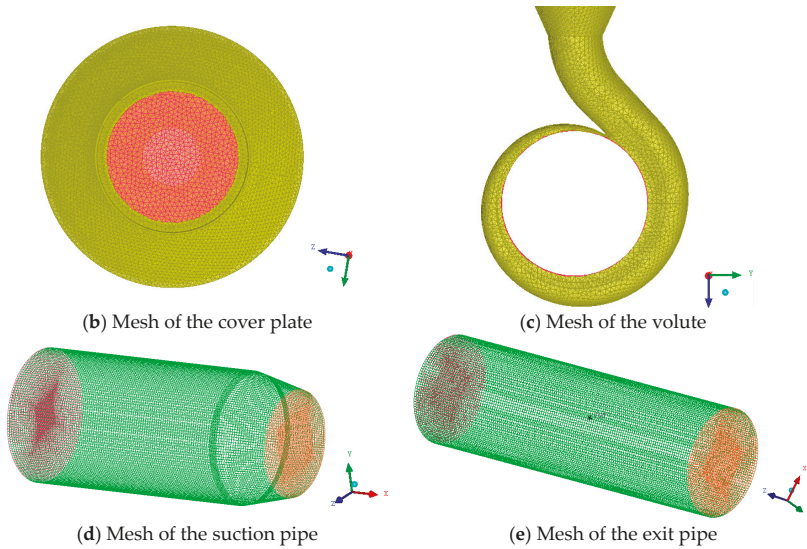 Z
Y
(b) Mesh of the cover plate
(c) Mesh of the volute
Y
Z
X
X
Z
(d) Mesh of the suction pipe
(e) Mesh of the exit pipe